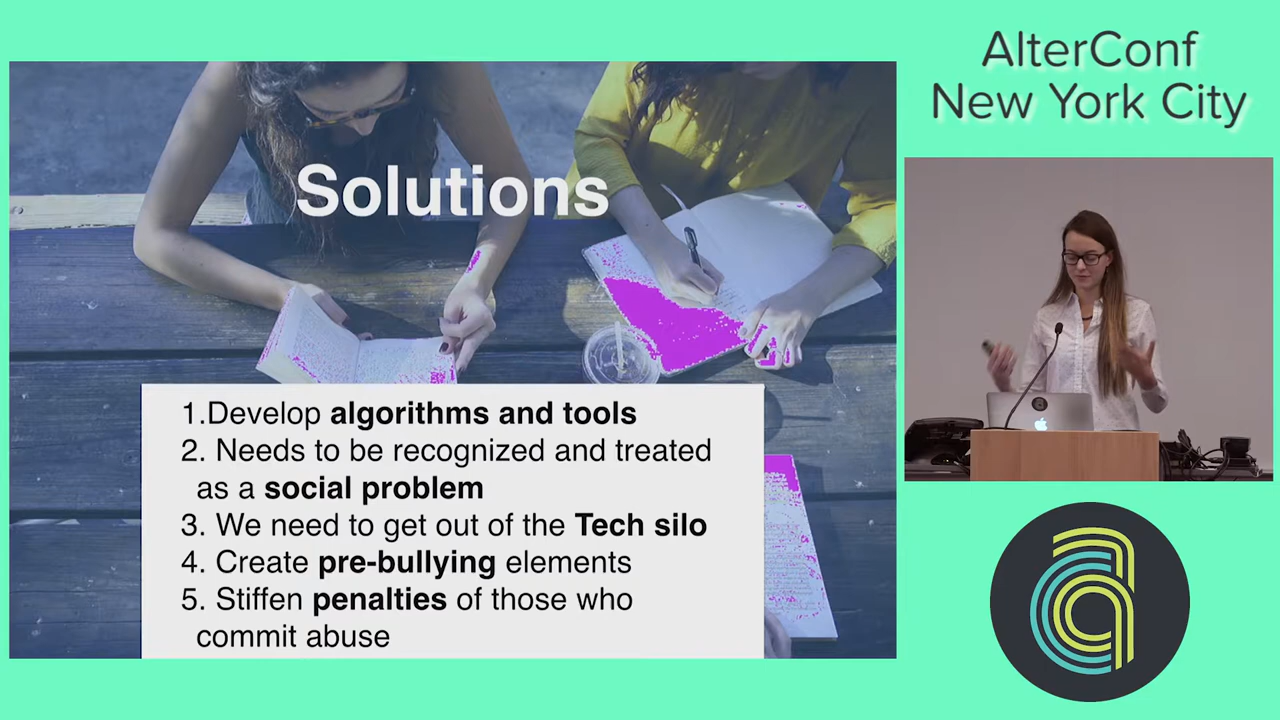 AlterConf
New York City
Solutions
1.Develop algorithms and tools
2. Needs to be recognized and treated
as a social problem
3. We need to get out of the Tech silo
4. Create pre-bullying elements
5. Stiffen penalties of those who
commit abuse